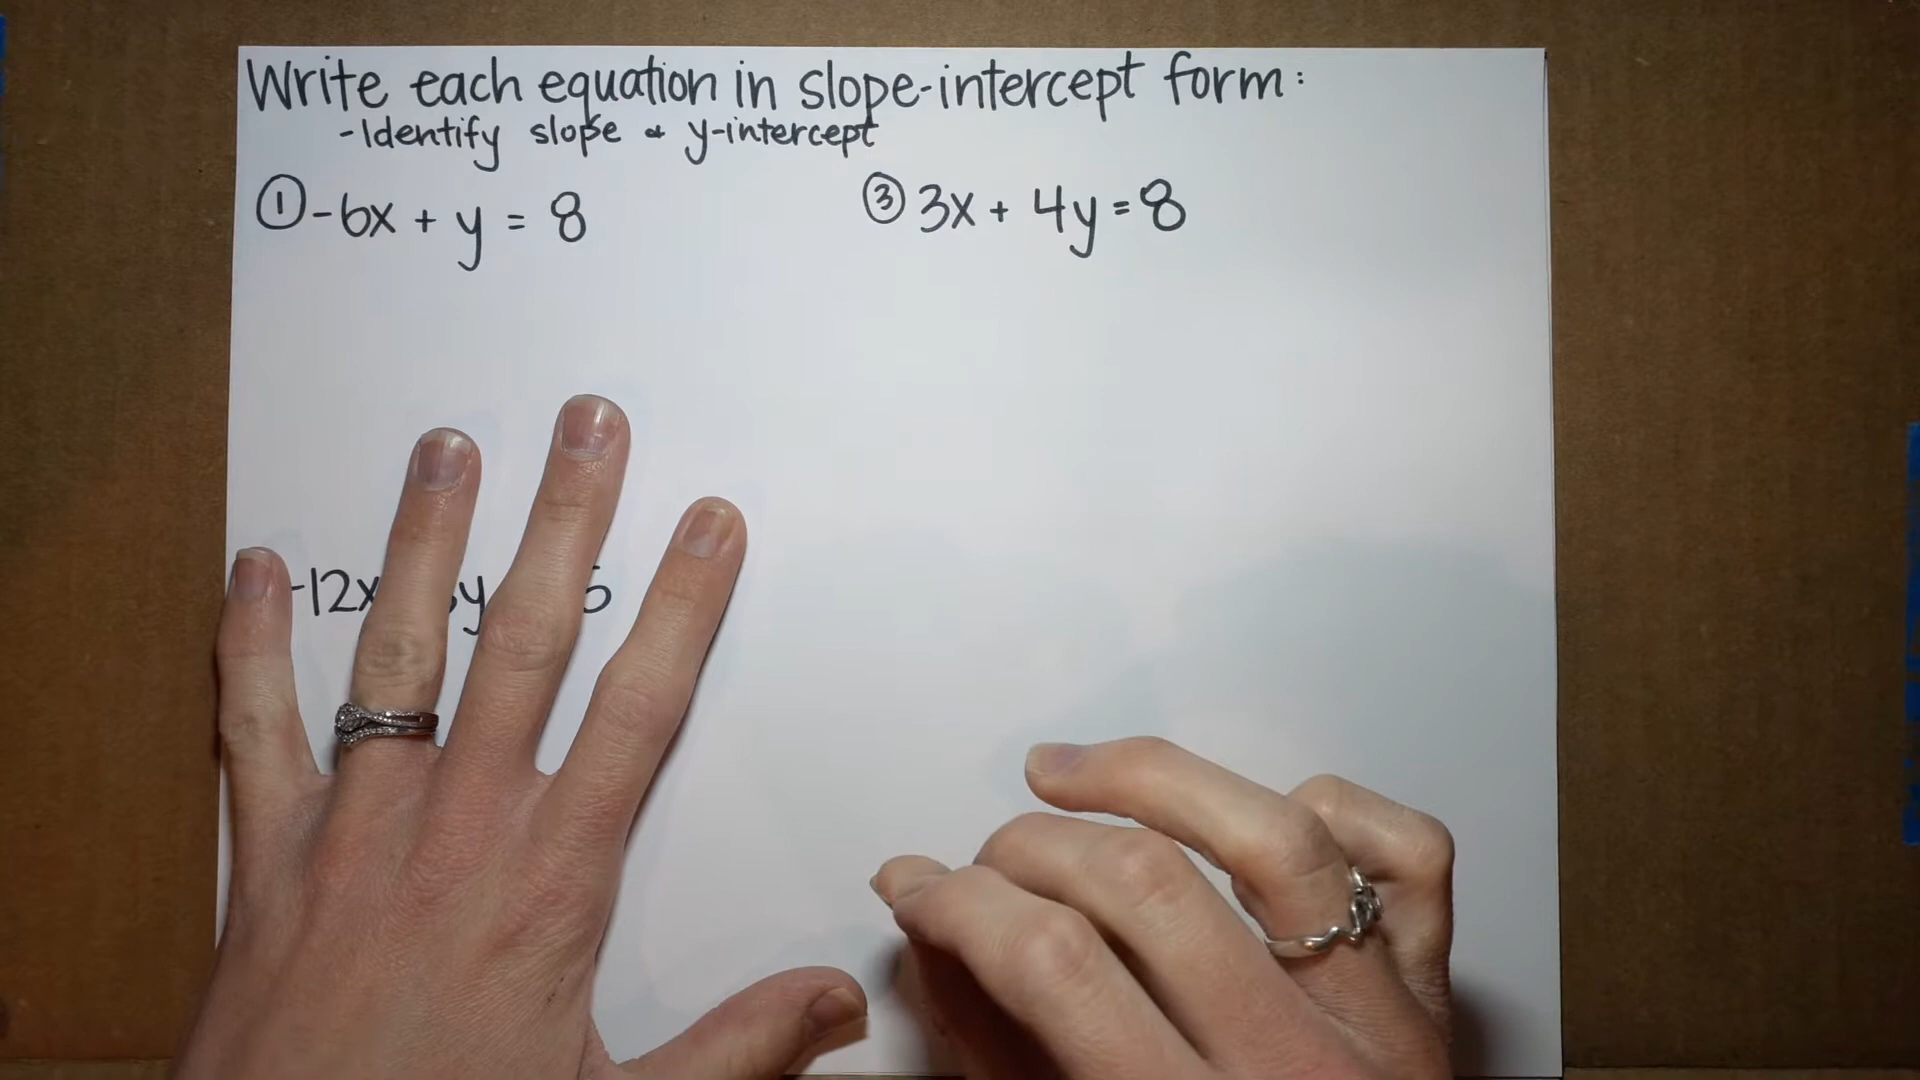 Write each equation in slope-intercept form:
-Identify slope & y-intercept
① -6x + y = 8
③ 3x + 4y = 8
-12x y